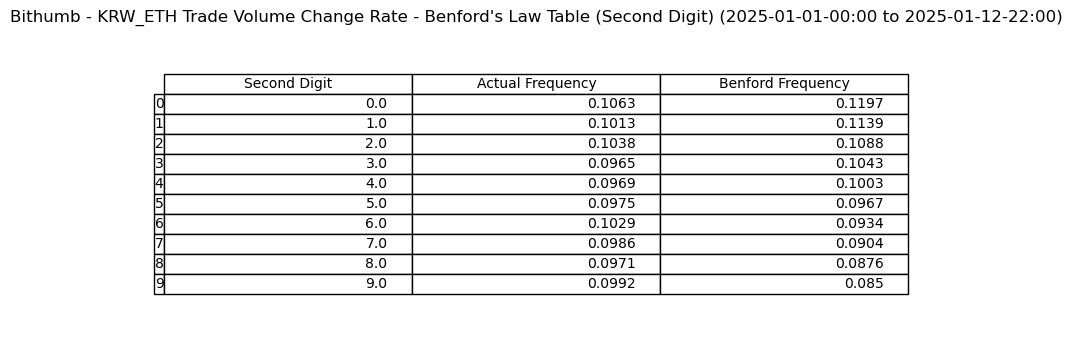 Bithumb - KRW_ETH Trade Volume Change Rate - Benford's Law Table (Second Digit) (2025-01-01-00:00 to 2025-01-12-22:00)
Second Digit Actual Frequency Benford Frequency
0 0.0 0.1063 0.1197
1 1.0 0.1013 0.1139
2 2.0 0.1038 0.1088
3 3.0 0.0965 0.1043
4 4.0 0.0969 0.1003
5 5.0 0.0975 0.0967
6 6.0 0.1029 0.0934
7 7.0 0.0986 0.0904
8 8.0 0.0971 0.0876
9 9.0 0.0992 0.085